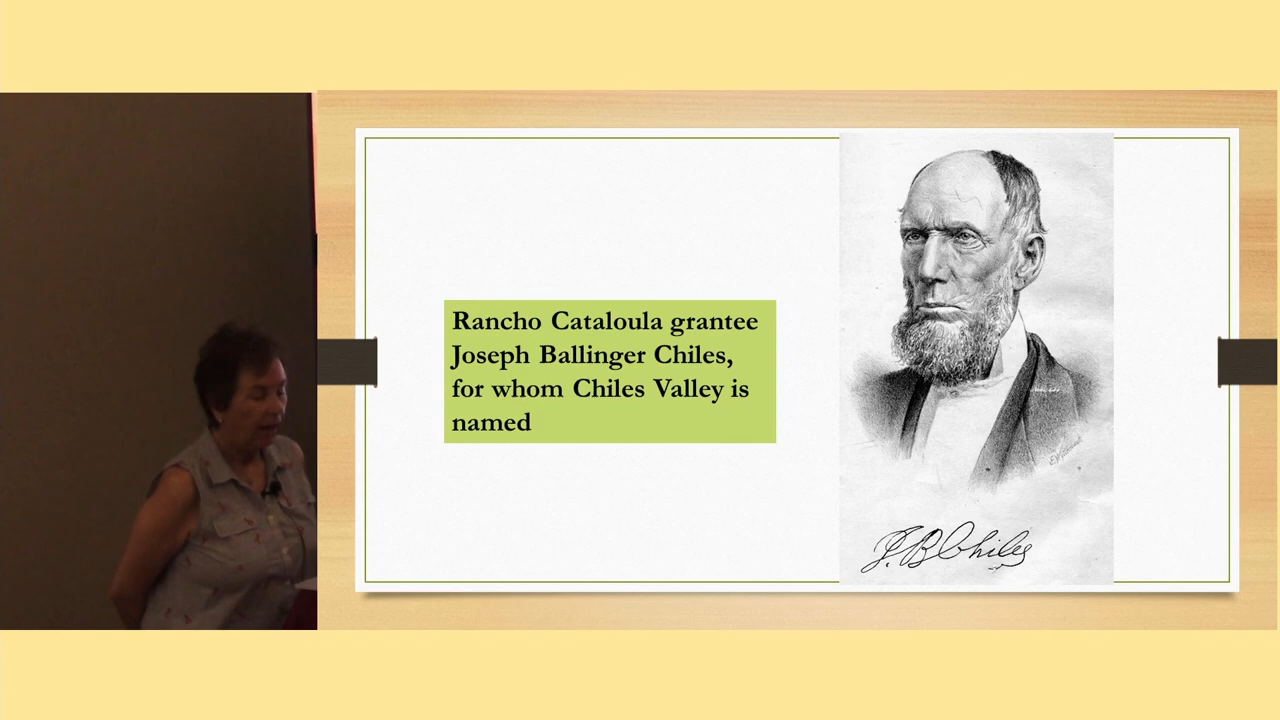 Rancho Cataloula grantee
Joseph Ballinger Chiles,
for whom Chiles Valley is
named
J.B Chiles